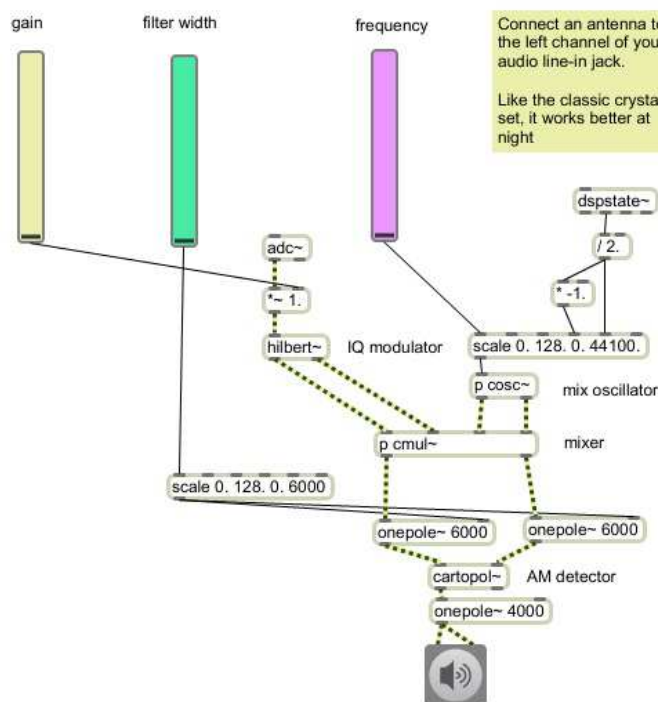 gain
filter width
frequency
Connect an antenna to
the left channel of you
audio line-in jack.
Like the classic crysta
set, it works better at
night
dspstate~
/ 2.
* -1.
adc~
*~ 1.
hilbert~
IQ modulator
scale 0. 128. 0. 44100.
p cosc~
mix oscillator
p cmul~
mixer
scale 0. 128. 0. 6000
onepole~ 6000
onepole~ 6000
cartopol~
AM detector
onepole~ 4000